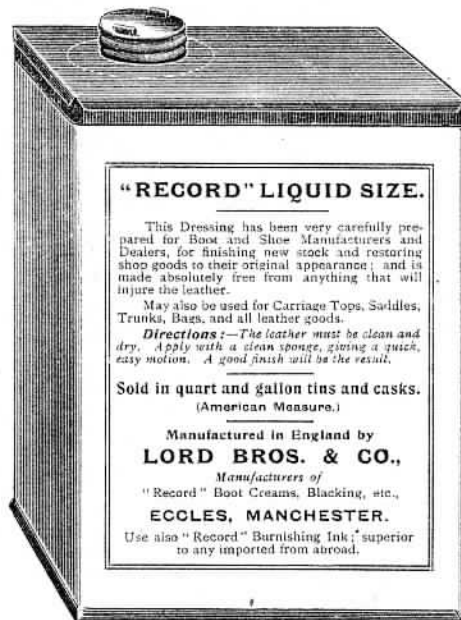 "RECORD" LIQUID SIZE.
This Dressing has been very carefully pre-
pared for Boot and Shoe Manufacturers and
Dealers, for finishing new stock and restoring
shop goods to their original appearance; and is
made absolutely free from anything that will
injure the leather.
May also be used for Carriage Tops, Saddles,
Trunks, Bags, and all leather goods.
Directions:—The leather must be clean and
dry. Apply with a clean sponge, giving a quick,
easy motion. A good finish will be the result.
Sold in quart and gallon tins and casks.
(American Measure.)
Manufactured in England by
LORD BROS. & CO.,
Manufacturers of
"Record" Boot Creams, Blacking, etc.,
ECCLES, MANCHESTER.
Use also "Record" Burnishing Ink; superior
to any imported from abroad.